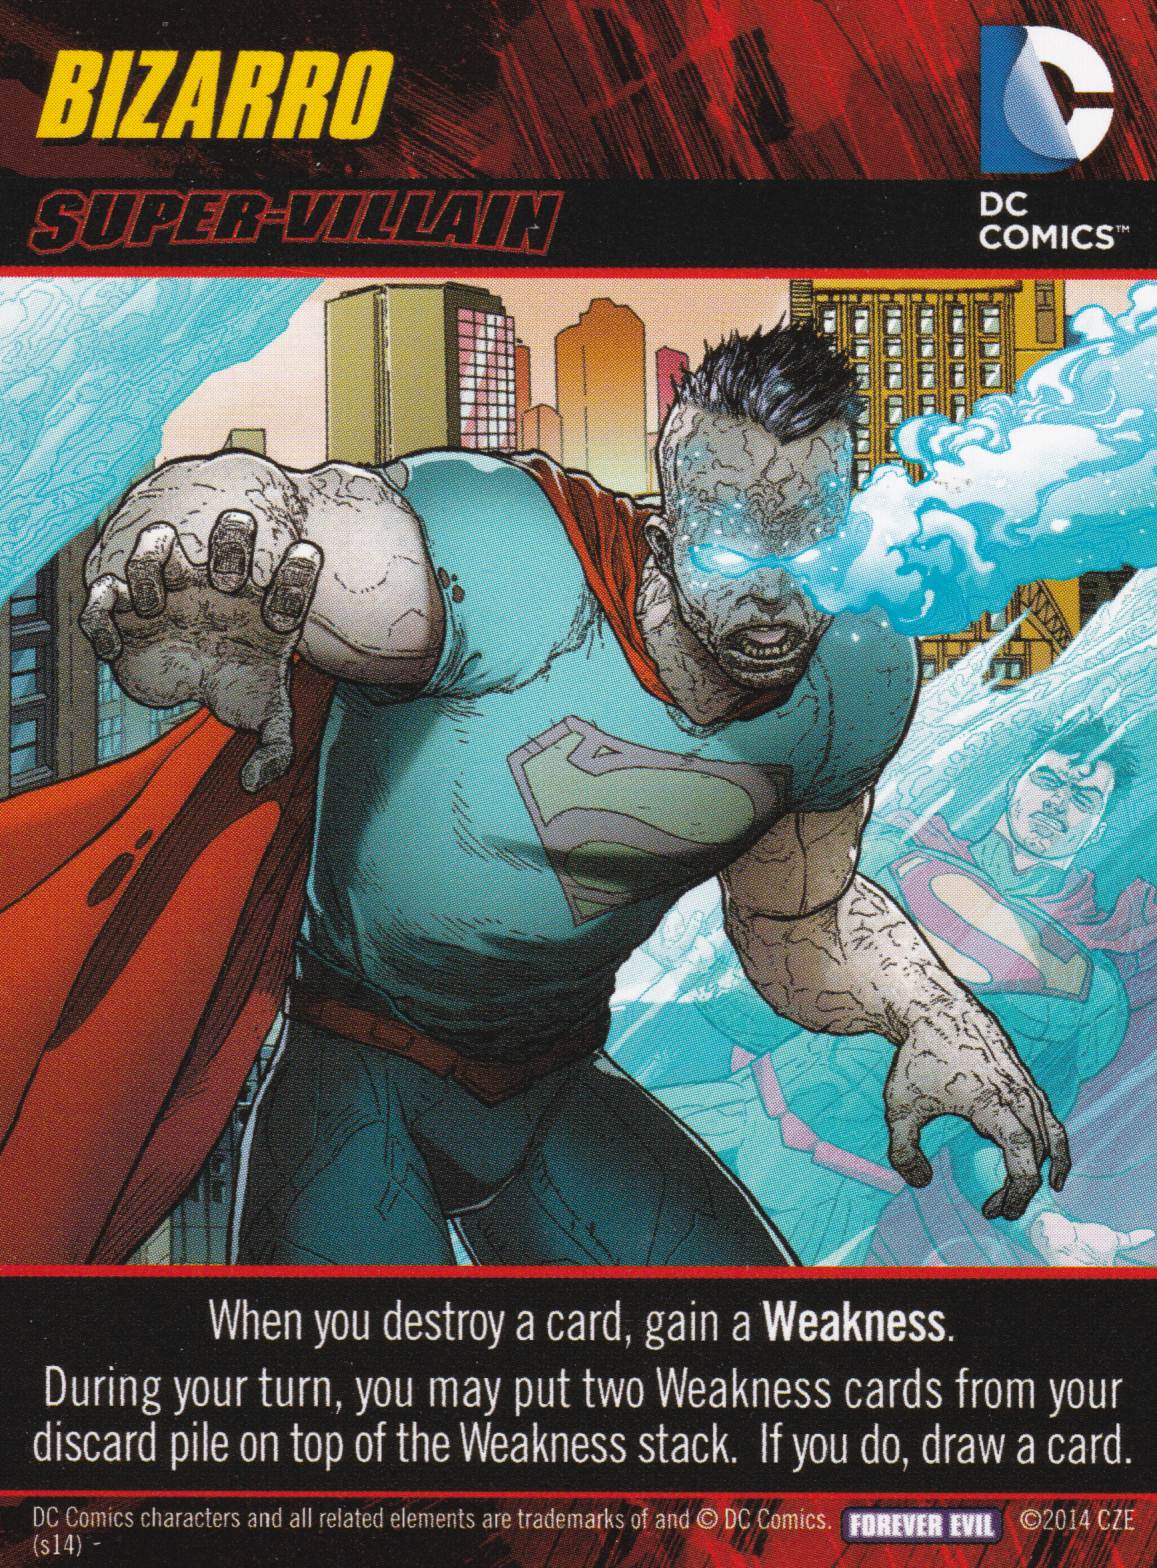 BIZARRO
SUPER-VILLAIN
DC
COMICS™
When you destroy a card, gain a Weakness.
During your turn, you may put two Weakness cards from your
discard pile on top of the Weakness stack.  If you do, draw a card.
DC Comics characters and all related elements are trademarks of and © DC Comics. FOREVER EVIL ©2014 CZE
(s14)